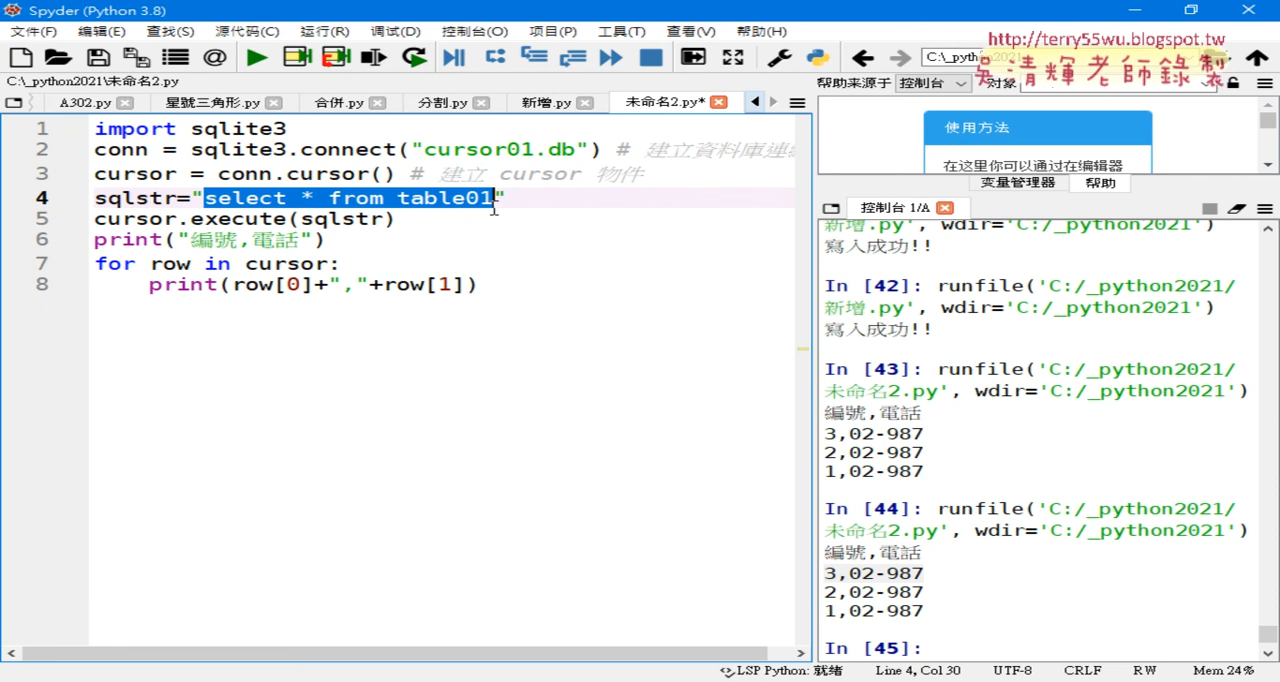 Spyder (Python 3.8)
文件(F) 编辑(E) 查找(S) 源代码(C) 运行(R) 调试(D) 控制台(O) 项目(P) 工具(T) 查看(V) 帮助(H)
C:\_pyth
http://terry55wu.blogspot.tw
吳清輝老師錄製
C:\_python2021\未命名2.py
帮助来源于 控制台 对象
A302.py 星號三角形.py 合併.py 分割.py 新增.py 未命名2.py*
使用方法
在这里你可以通过在编辑器
变量管理器 帮助
1 import sqlite3
2 conn = sqlite3.connect("cursor01.db") # 建立資料庫連
3 cursor = conn.cursor() # 建立 cursor 物件
4 sqlstr="select * from table01"
5 cursor.execute(sqlstr)
6 print("編號,電話")
7 for row in cursor:
8 print(row[0]+","+row[1])
控制台 1/A
新增.py', wdir='C:/_python2021')
寫入成功!!
In [42]: runfile('C:/_python2021/
新增.py', wdir='C:/_python2021')
寫入成功!!
In [43]: runfile('C:/_python2021/
未命名2.py', wdir='C:/_python2021')
編號,電話
3,02-987
2,02-987
1,02-987
In [44]: runfile('C:/_python2021/
未命名2.py', wdir='C:/_python2021')
編號,電話
3,02-987
2,02-987
1,02-987
In [45]:
LSP Python: 就绪 Line 4, Col 30 UTF-8 CRLF RW Mem 24%